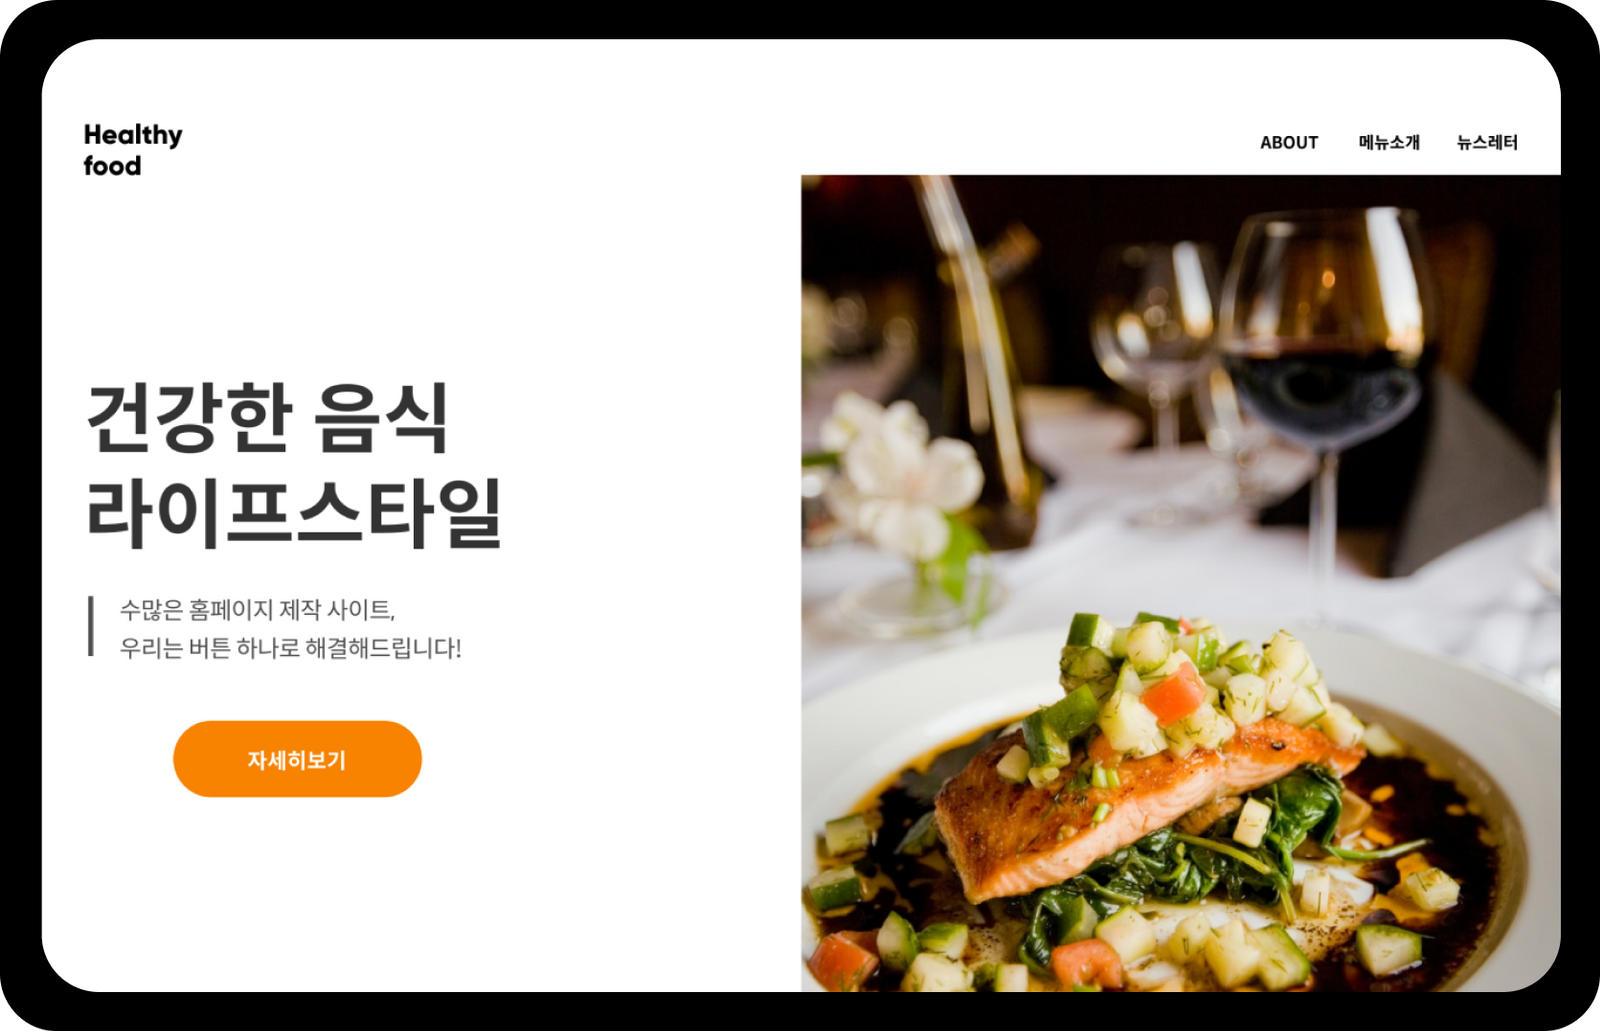 Healthy
food
ABOUT 메뉴소개 뉴스레터
건강한 음식
라이프스타일
수많은 홈페이지 제작 사이트,
우리는 버튼 하나로 해결해드립니다!
자세히보기